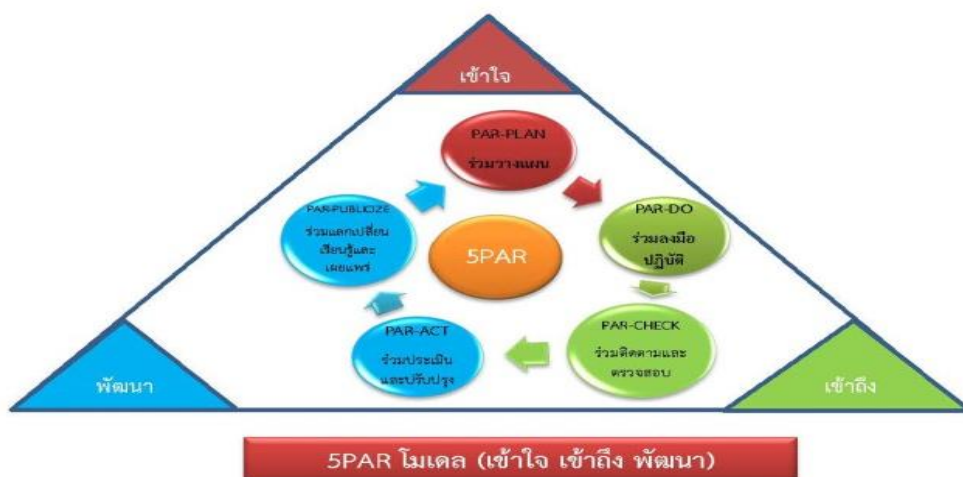 เข้าใจ
PAR-PLAN
ร่วมวางแผน
PAR-DO
ร่วมลงมือ
ปฏิบัติ
PAR-CHECK
ร่วมติดตามและ
ตรวจสอบ
PAR-ACT
ร่วมประเมิน
และปรับปรุง
PAR-PUBLICIZE
ร่วมแลกเปลี่ยน
เรียนรู้และ
เผยแพร่
5PAR
พัฒนา
เข้าถึง
5PAR โมเดล (เข้าใจ เข้าถึง พัฒนา)